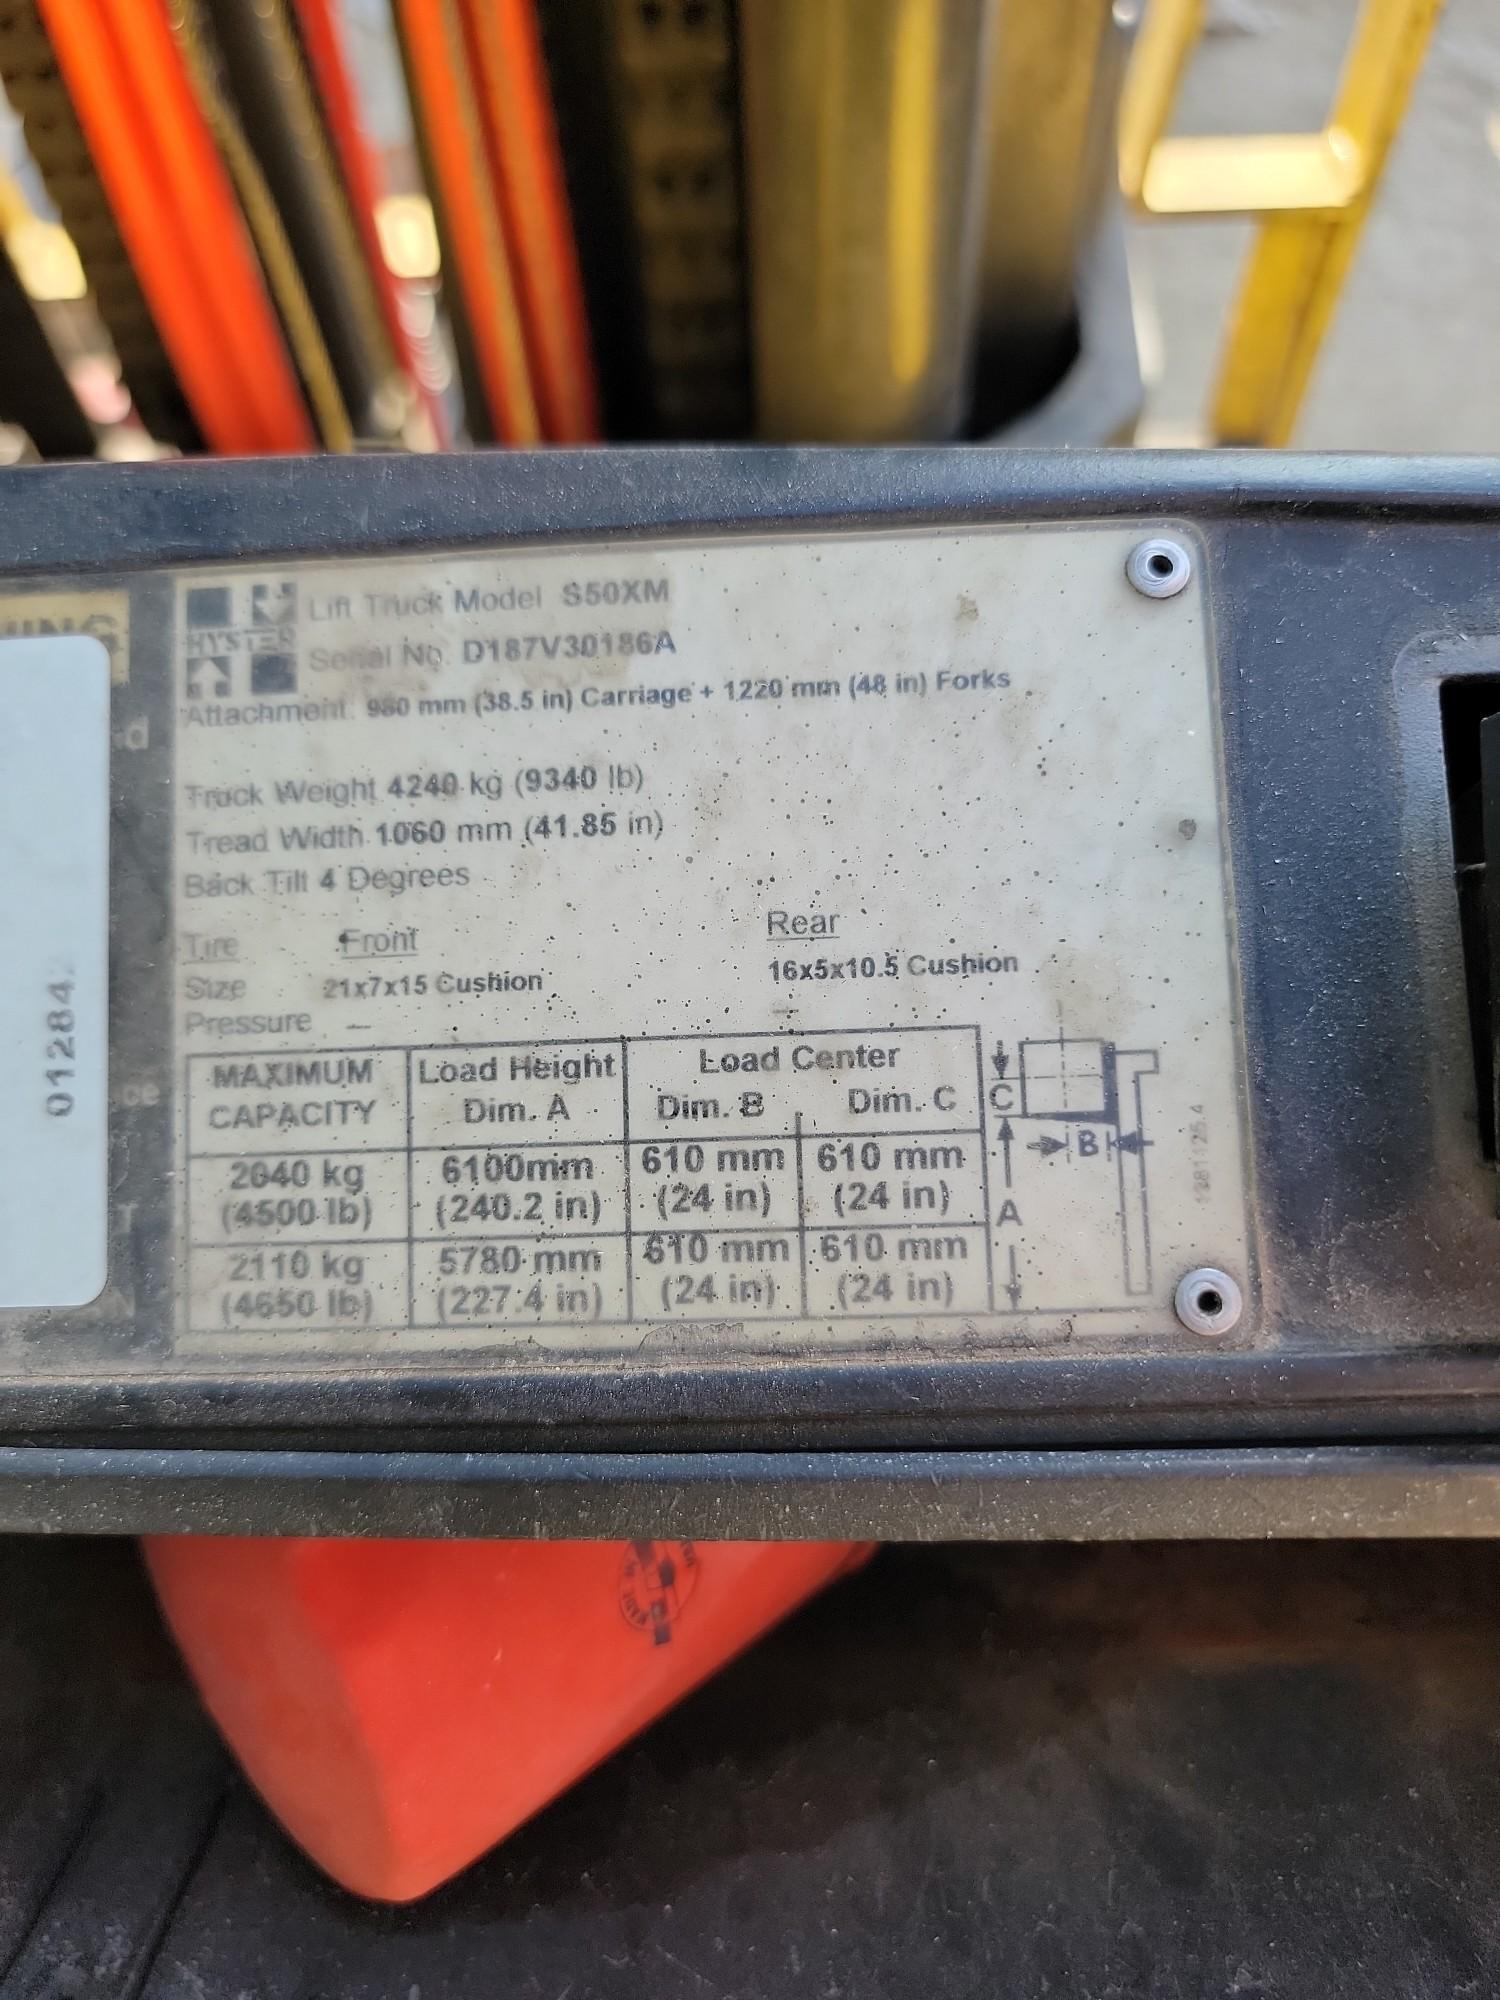 HYSTER
Lift Truck Model S50XM
Serial No. D187V30186A
Attachment: 980 mm (38.5 in) Carriage + 1220 mm (48 in) Forks
Truck Weight 4240 kg (9340 lb)
Tread Width 1060 mm (41.85 in)
Back Tilt 4 Degrees
Tire Front Rear
Size 21x7x15 Cushion 16x5x10.5 Cushion
Pressure — —
MAXIMUM CAPACITY Load Height Dim. A Load Center Dim. B Dim. C
2040 kg (4500 lb) 6100mm (240.2 in) 610 mm (24 in) 610 mm (24 in)
2110 kg (4650 lb) 5780 mm (227.4 in) 610 mm (24 in) 610 mm (24 in)
C
B
A
01284